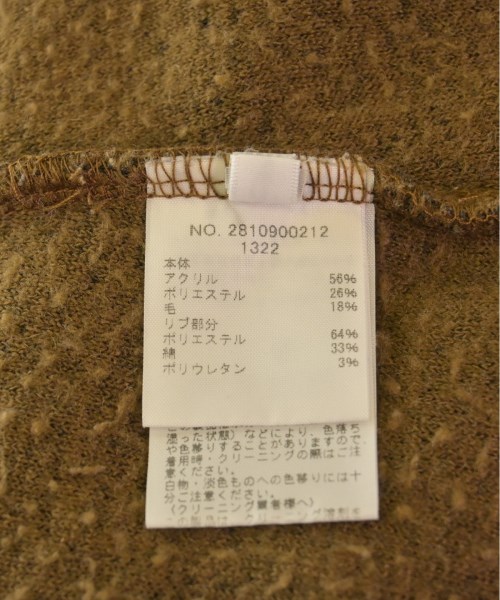 NO. 2810900212
1322
本体
アクリル 56%
ポリエステル 26%
毛 18%
リブ部分
ポリエステル 64%
綿 33%
ポリウレタン 3%
湿った状態）などにより、色落ち
や色移りすることがありますので、
着用時・クリーニングの際はご注
意ください。
白物・淡色ものへの色移りには十
分ご注意ください。
（クリーニング業者様へ）